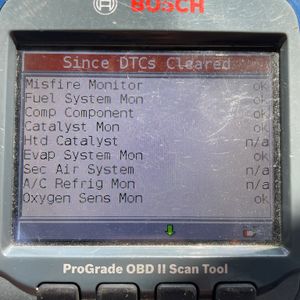 BOSCH
Since DTCs Cleared
Misfire Monitor ok
Fuel System Mon ok
Comp Component ok
Catalyst Mon ok
Htd Catalyst n/a
Evap System Mon ok
Sec Air System n/a
A/C Refrig Mon n/a
Oxygen Sens Mon ok
ProGrade OBD II Scan Tool